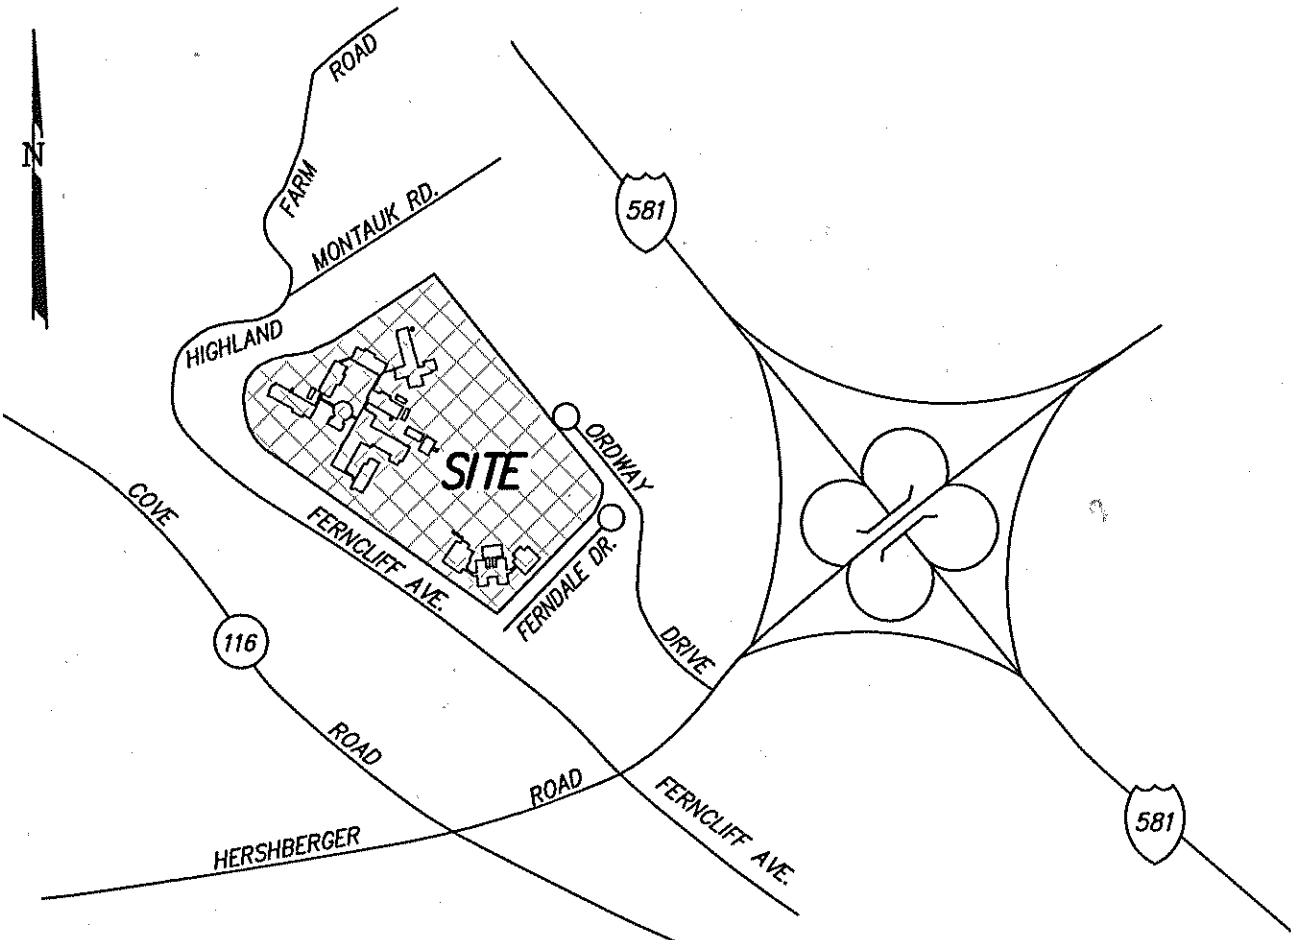 ROAD
N
FARM
581
MONTAUK RD.
HIGHLAND
ORDWAY
SITE
COVE
FERNCLIFF AVE.
FERNDALE DR.
116
DRIVE
ROAD
ROAD
FERNCLIFF AVE.
581
HERSHBERGER